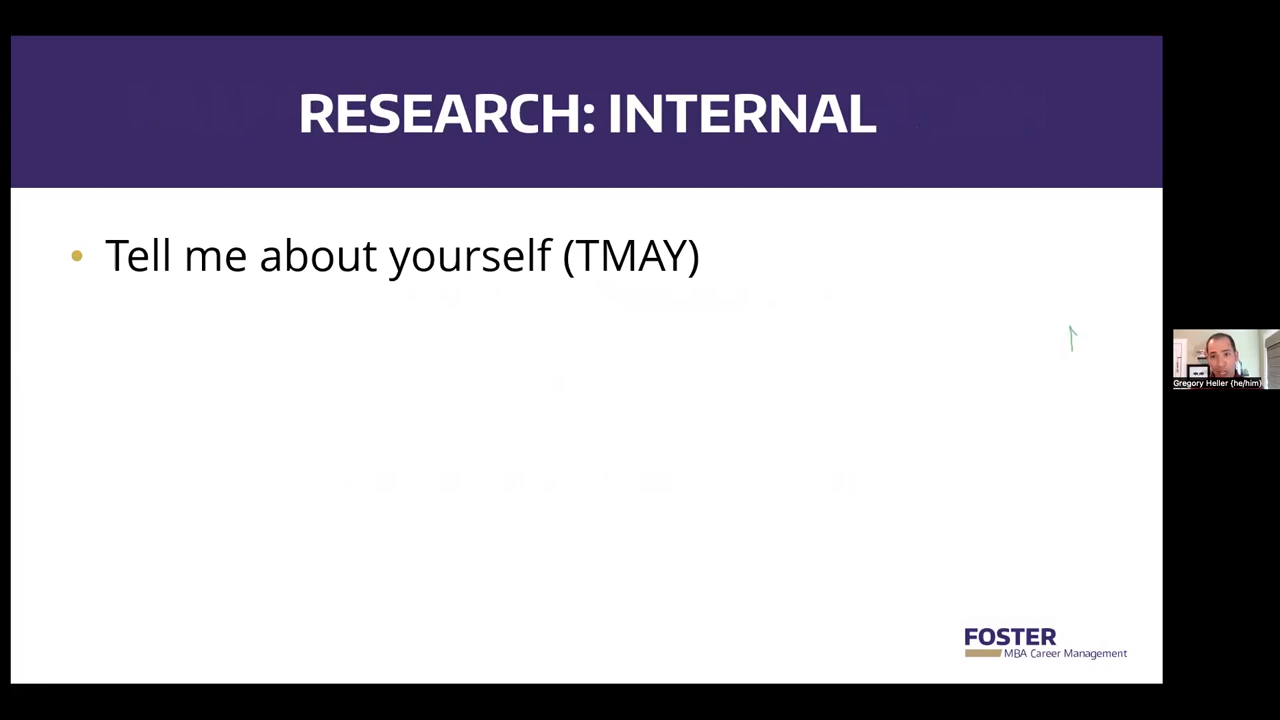 RESEARCH: INTERNAL
• Tell me about yourself (TMAY)
Gregory Heller (he/him)
FOSTER
MBA Career Management